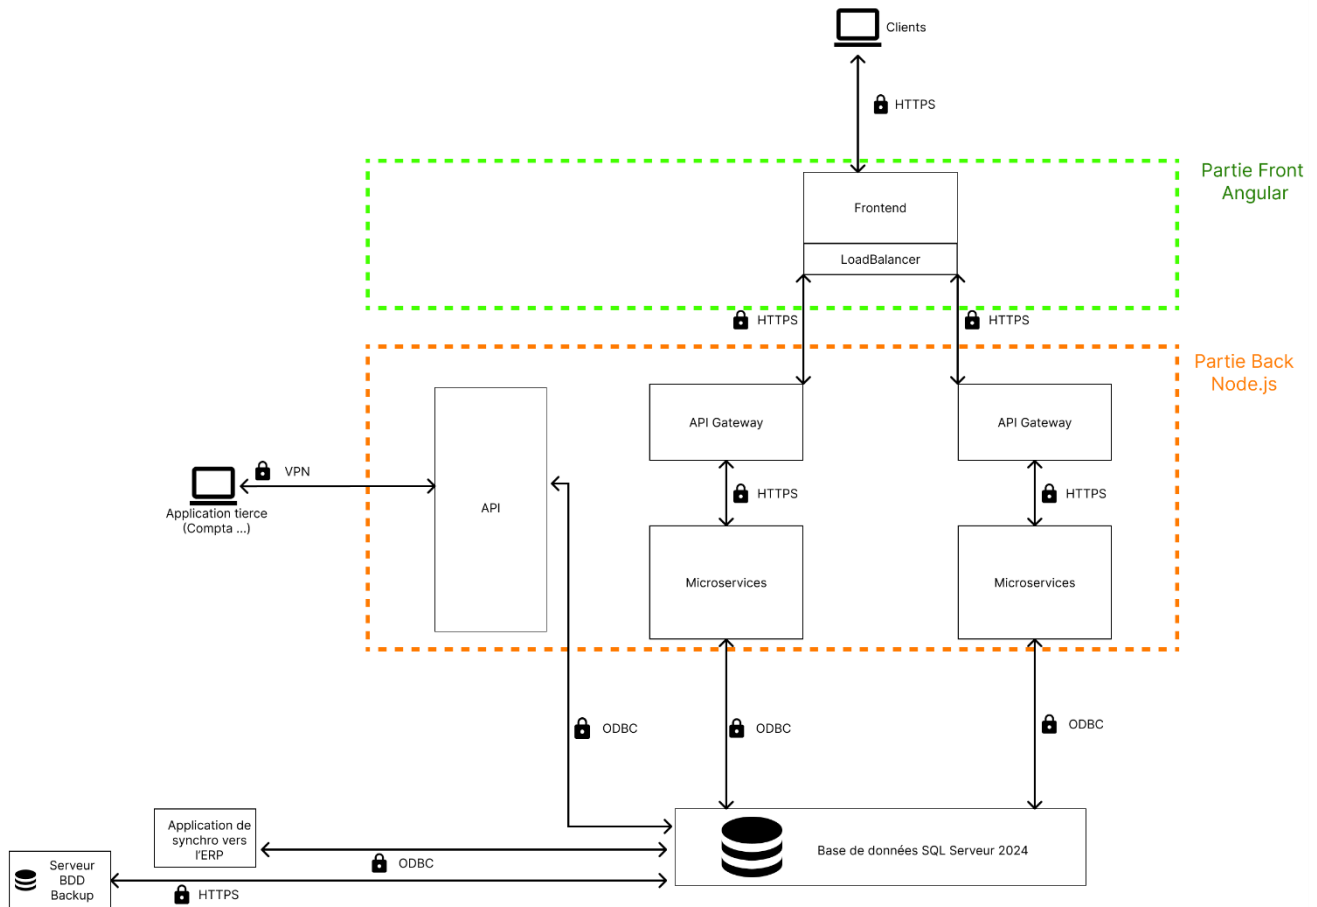 Clients
HTTPS
Partie Front
Angular
Frontend
LoadBalancer
HTTPS
HTTPS
Partie Back
Node.js
API Gateway
API Gateway
VPN
HTTPS
HTTPS
API
Application tierce
(Compta ...)
Microservices
Microservices
ODBC
ODBC
ODBC
Application de
synchro vers
l'ERP
Base de données SQL Serveur 2024
ODBC
Serveur
BDD
Backup
HTTPS